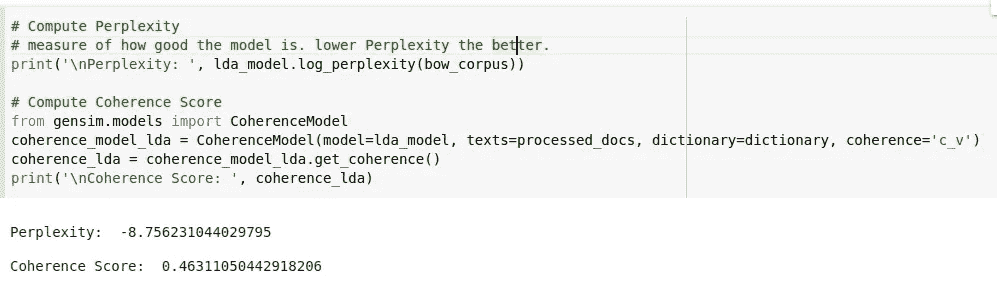 # Compute Perplexity
# measure of how good the model is. lower Perplexity the better.
print('\nPerplexity: ', lda_model.log_perplexity(bow_corpus))
# Compute Coherence Score
from gensim.models import CoherenceModel
coherence_model_lda = CoherenceModel(model=lda_model, texts=processed_docs, dictionary=dictionary, coherence='c_v')
coherence_lda = coherence_model_lda.get_coherence()
print('\nCoherence Score: ', coherence_lda)
Perplexity:  -8.756231044029795
Coherence Score:  0.46311050442918206